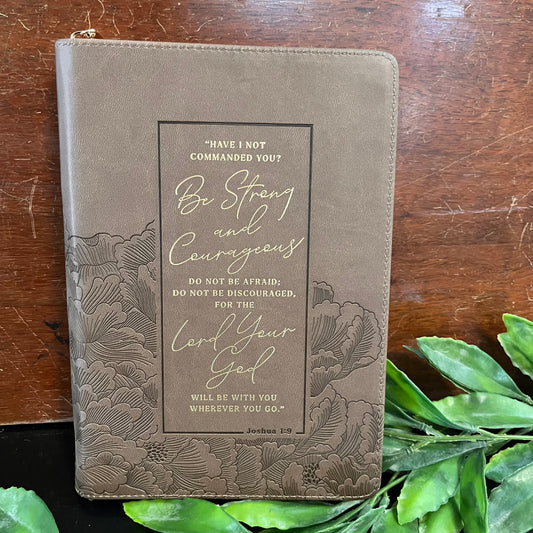 “HAVE I NOT
COMMANDED YOU?
Be Strong
and
Courageous
DO NOT BE AFRAID;
DO NOT BE DISCOURAGED,
FOR THE
Lord Your
God
WILL BE WITH YOU
WHEREVER YOU GO.”
Joshua 1:9